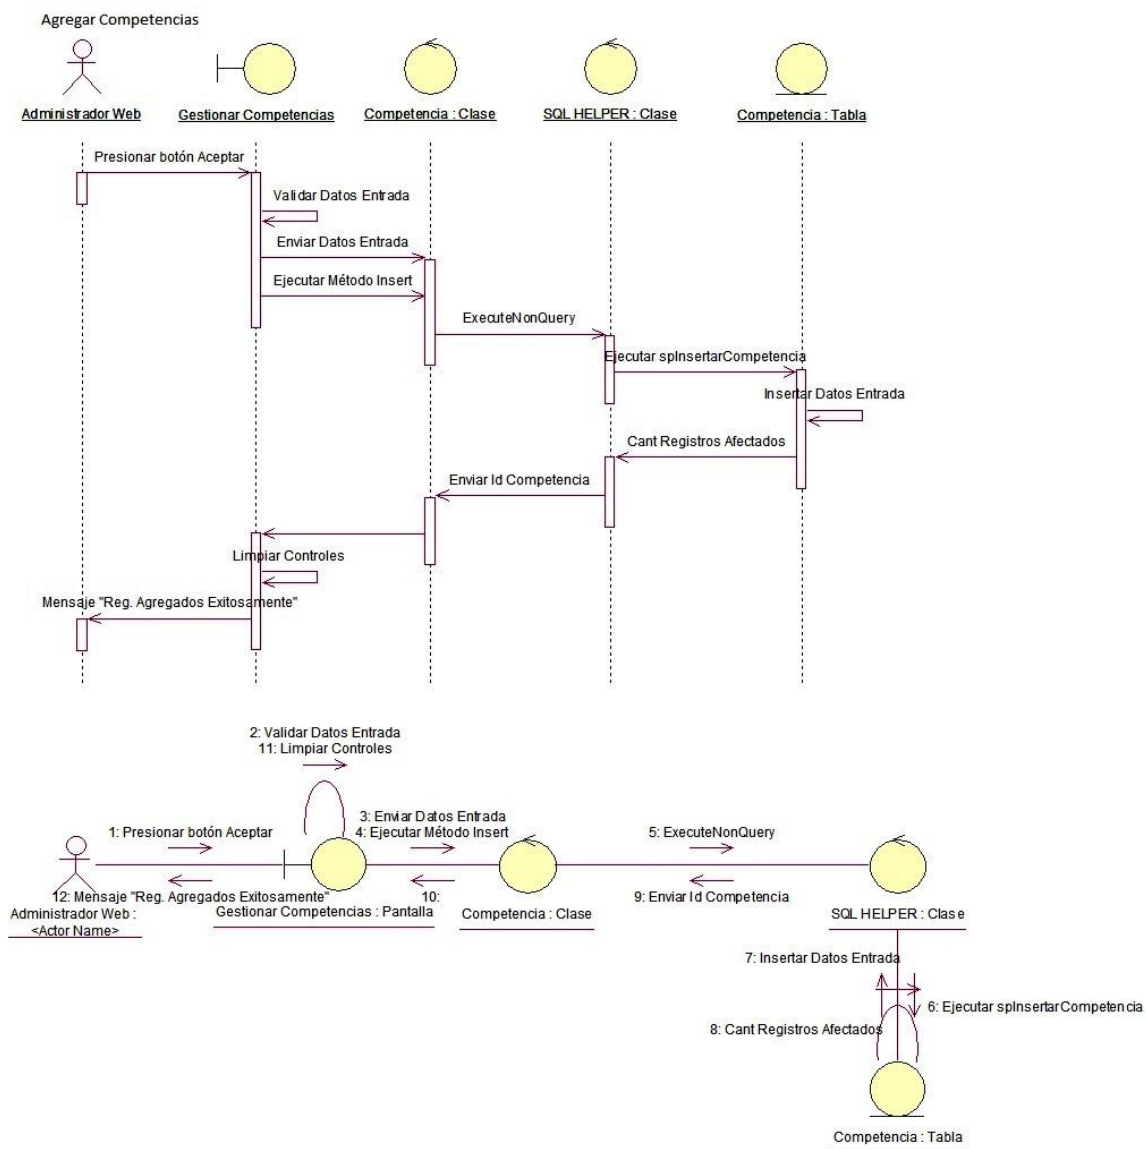 Agregar Competencias
Administrador Web
Gestionar Competencias
Competencia : Clase
SQL HELPER : Clase
Competencia : Tabla
Presionar botón Aceptar
Validar Datos Entrada
Enviar Datos Entrada
Ejecutar Método Insert
ExecuteNonQuery
Ejecutar spInsertarCompetencia
Insertar Datos Entrada
Cant Registros Afectados
Enviar Id Competencia
Limpiar Controles
Mensaje "Reg. Agregados Exitosamente"
2: Validar Datos Entrada
11: Limpiar Controles
1: Presionar botón Aceptar
3: Enviar Datos Entrada
4: Ejecutar Método Insert
5: ExecuteNonQuery
12: Mensaje "Reg. Agregados Exitosamente"
10:
9: Enviar Id Competencia
Administrador Web :
<Actor Name>
Gestionar Competencias : Pantalla
Competencia : Clase
SQL HELPER : Clase
7: Insertar Datos Entrada
6: Ejecutar spInsertarCompetencia
8: Cant Registros Afectados
Competencia : Tabla